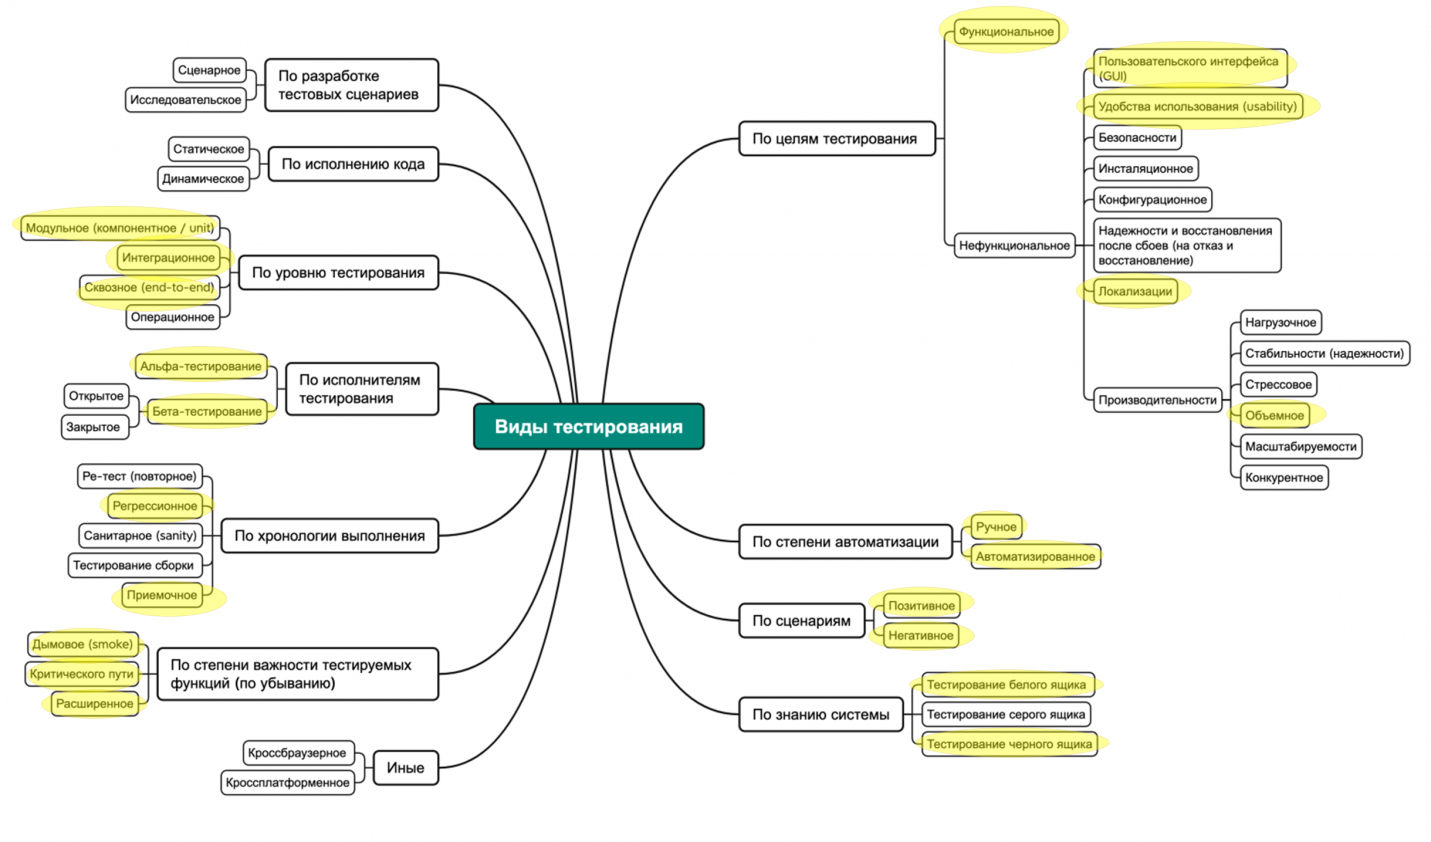 Виды тестирования
По разработке
тестовых сценариев
Сценарное
Исследовательское
По исполнению кода
Статическое
Динамическое
По уровню тестирования
Модульное (компонентное / unit)
Интеграционное
Сквозное (end-to-end)
Операционное
По исполнителям
тестирования
Альфа-тестирование
Бета-тестирование
Открытое
Закрытое
По хронологии выполнения
Ре-тест (повторное)
Регрессионное
Санитарное (sanity)
Тестирование сборки
Приемочное
По степени важности тестируемых
функций (по убыванию)
Дымовое (smoke)
Критического пути
Расширенное
Иные
Кроссбраузерное
Кроссплатформенное
По целям тестирования
Функциональное
Нефункциональное
Пользовательского интерфейса
(GUI)
Удобства использования (usability)
Безопасности
Инсталяционное
Конфигурационное
Надежности и восстановления
после сбоев (на отказ и
восстановление)
Локализации
Производительности
Нагрузочное
Стабильности (надежности)
Стрессовое
Объемное
Масштабируемости
Конкурентное
По степени автоматизации
Ручное
Автоматизированное
По сценариям
Позитивное
Негативное
По знанию системы
Тестирование белого ящика
Тестирование серого ящика
Тестирование черного ящика